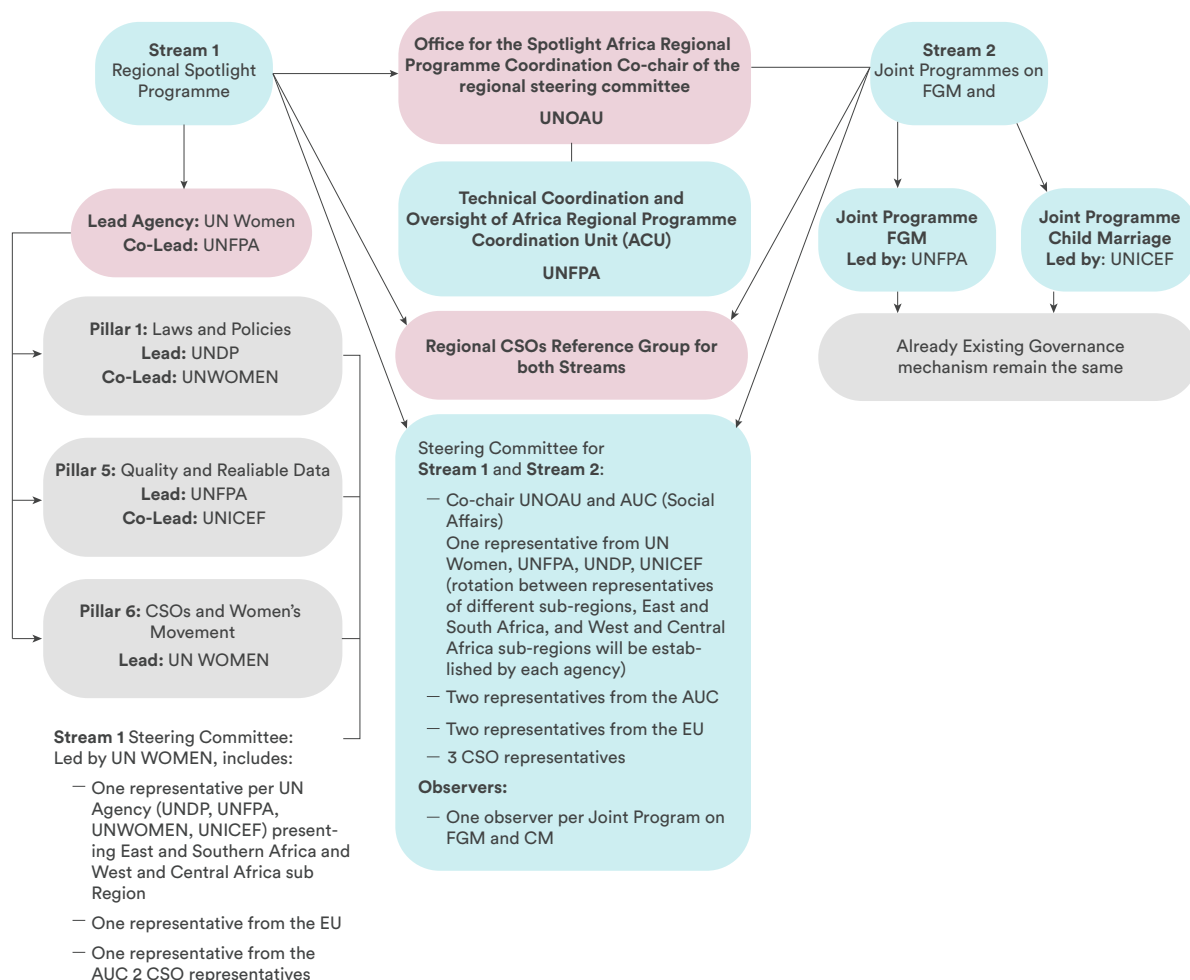 Stream 1
Regional Spotlight
Programme
Office for the Spotlight Africa Regional
Programme Coordination Co-chair of the
regional steering committee
UNOAU
Stream 2
Joint Programmes on
FGM and
Technical Coordination and
Oversight of Africa Regional Programme
Coordination Unit (ACU)
UNFPA
Lead Agency: UN Women
Co-Lead: UNFPA
Joint Programme
FGM
Led by: UNFPA
Joint Programme
Child Marriage
Led by: UNICEF
Pillar 1: Laws and Policies
Lead: UNDP
Co-Lead: UNWOMEN
Regional CSOs Reference Group for
both Streams
Already Existing Governance
mechanism remain the same
Pillar 5: Quality and Realiable Data
Lead: UNFPA
Co-Lead: UNICEF
Pillar 6: CSOs and Women's
Movement
Lead: UN WOMEN
Stream 1 Steering Committee:
Led by UN WOMEN, includes:
— One representative per UN
Agency (UNDP, UNFPA,
UNWOMEN, UNICEF) present-
ing East and Southern Africa and
West and Central Africa sub
Region
— One representative from the EU
— One representative from the
AUC 2 CSO representatives
Steering Committee for
Stream 1 and Stream 2:
— Co-chair UNOAU and AUC (Social
Affairs)
One representative from UN
Women, UNFPA, UNDP, UNICEF
(rotation between representatives
of different sub-regions, East and
South Africa, and West and Central
Africa sub-regions will be estab-
lished by each agency)
— Two representatives from the AUC
— Two representatives from the EU
— 3 CSO representatives
Observers:
— One observer per Joint Program on
FGM and CM